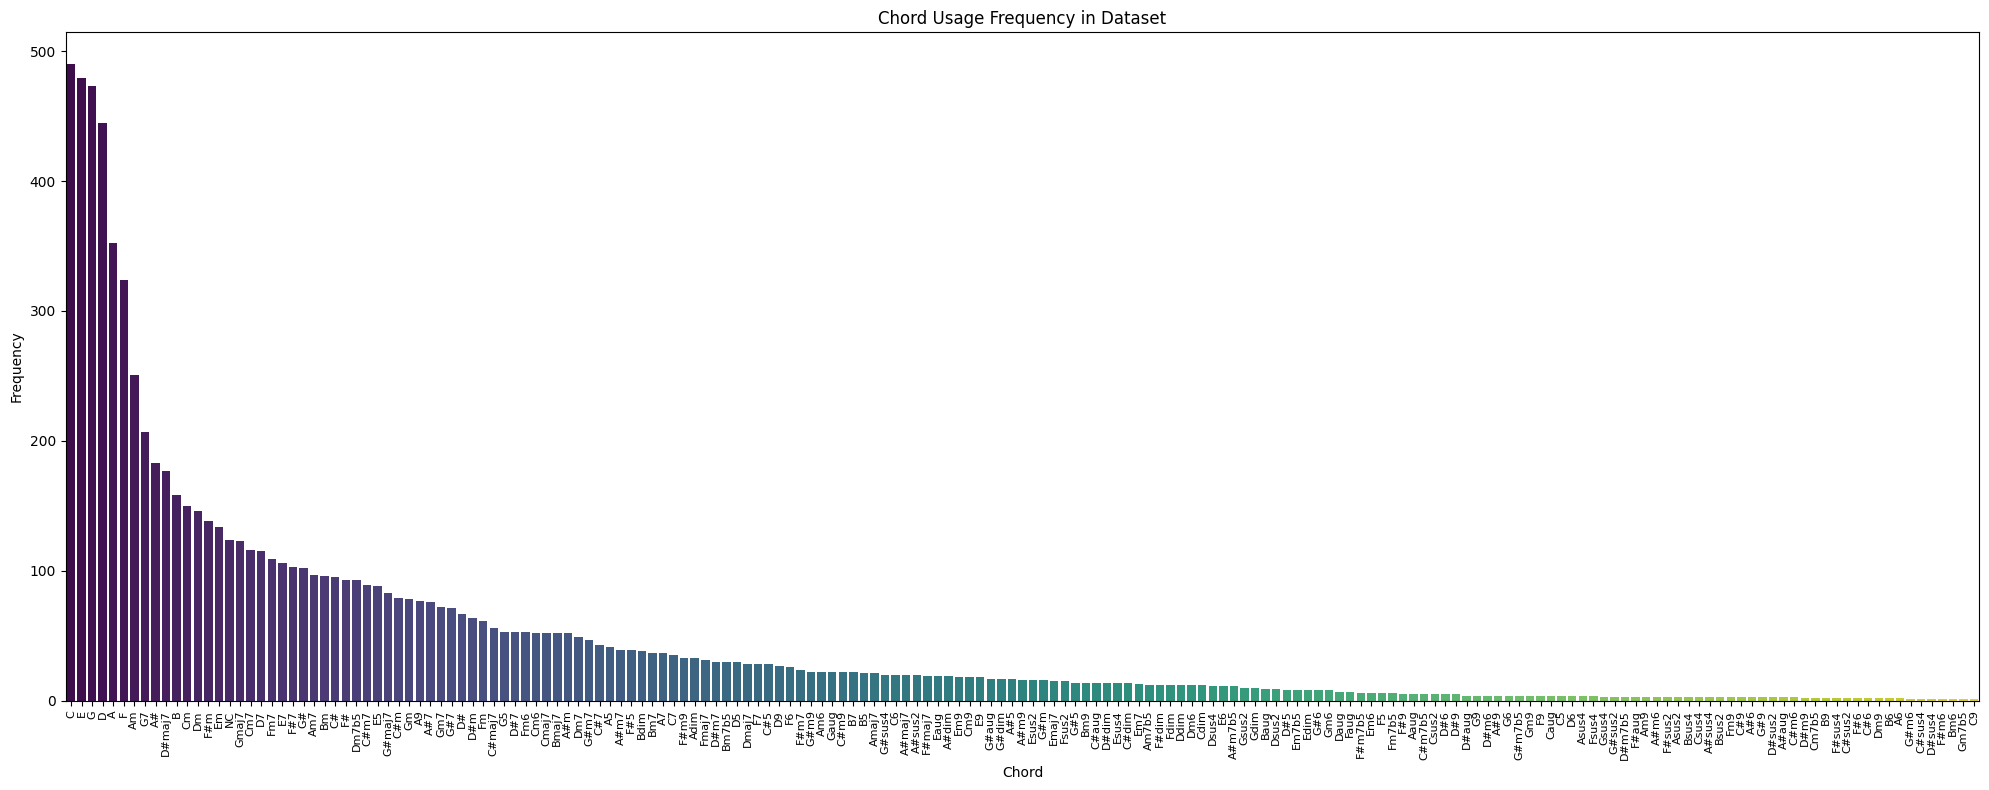 Chord Usage Frequency in Dataset
500
400
300
200
100
0
Frequency
C E G D A F Am G7 A# D#maj7 B Cm Dm F#m Em NC Gmaj7 Cm7 D7 Fm7 E7 F#7 G# Am7 Bm C# F# Dm7b5 C#m7 E5 G#maj7 C#m Gm A9 A#7 Gm7 G#7 D# D#m Fm C#maj7 G5 D#7 Fm6 Dm6 Cmaj7 Bmaj7 A#m Dm7 G#m7 C#7 A5 A#m7 F#5 Bdim Bm7 A7 C7 F#m9 Adim Fmaj7 D#m7 Bm7b5 D5 Dmaj7 F7 C#5 D9 F6 F#m7 G#m9 Am6 Gaug C#m9 B7 B5 Amaj7 G#sus4 C6 A#maj7 A#sus2 F#maj7 Eaug A#dim Em9 Cm9 E9 G#aug G#dim A#5 A#m9 Esus2 G#m Emaj7 Fsus2 G#5 Bm9 C#aug D#dim Esus4 C#dim Em7 Am7b5 F#dim Fdim Ddim Dm6 Cdim Dsus4 E6 A#m7b5 Gsus2 Gdim Baug Dsus2 D#5 Em7b5 Edim G#6 Gm6 Daug Faug F#m7b5 Em6 F5 Fm7b5 F#9 Aaug C#m7b5 Csus2 D#6 D#9 D#aug G9 D#m6 A#9 G6 G#m7b5 Gm9 F9 Caug C5 D6 Asus4 Fsus4 Gsus4 G#sus2 D#m7b5 F#aug Am9 A#m6 F#sus2 Asus2 Bsus4 A#sus4 Bsus2 Fm9 C#9 A#6 G#9 D#sus2 A#aug C#m6 D#m9 Cm7b5 B9 F#sus4 C#sus2 F#6 C#6 Dm9 B6 A6 G#m6 C#sus4 D#sus4 F#m6 Bm6 Gm7b5 C9
Chord